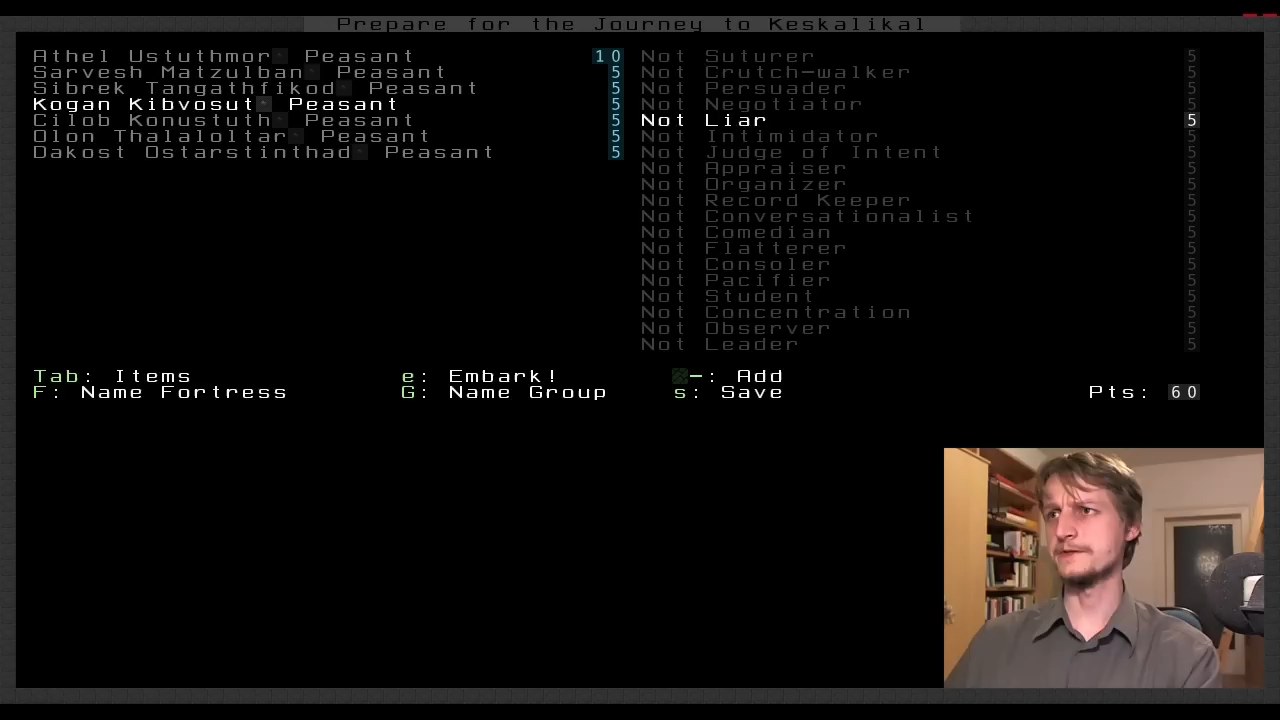 Prepare for the Journey to Keskalikal
Athel Ustuthmor Peasant 10
Sarvesh Matzulban Peasant 5
Sibrek Tangathfikod Peasant 5
Kogan Kibvosut Peasant 5
Cilob Konustuth Peasant 5
Olon Thalaloltar Peasant 5
Dakost Ostarstinthad Peasant 5
Not Suturer 5
Not Crutch-walker 5
Not Persuader 5
Not Negotiator 5
Not Liar 5
Not Intimidator 5
Not Judge of Intent 5
Not Appraiser 5
Not Organizer 5
Not Record Keeper 5
Not Conversationalist 5
Not Comedian 5
Not Flatterer 5
Not Consoler 5
Not Pacifier 5
Not Student 5
Not Concentration 5
Not Observer 5
Not Leader 5
Tab: Items e: Embark! -: Add
F: Name Fortress G: Name Group s: Save Pts: 60